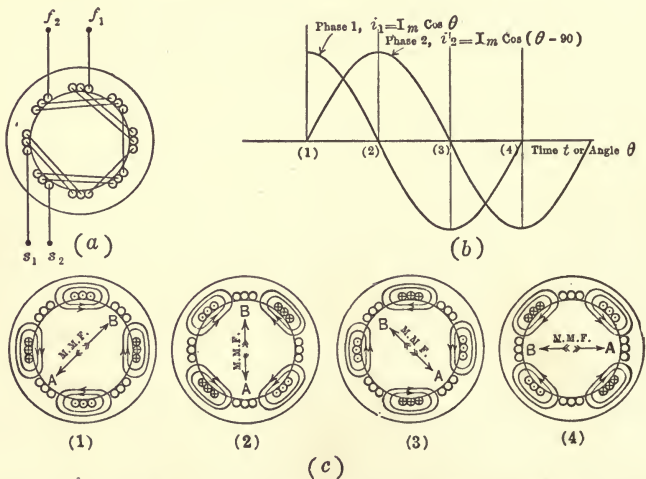 f₂ f₁
s₁ s₂
(a)
Phase 1, i₁=Iₘ Cos θ
Phase 2, i₂=Iₘ Cos (θ - 90)
(1) (2) (3) (4) Time t or Angle θ
(b)
B M.M.F. A
B M.M.F. A
B M.M.F. A
B M.M.F. A
(1) (2) (3) (4)
(c)